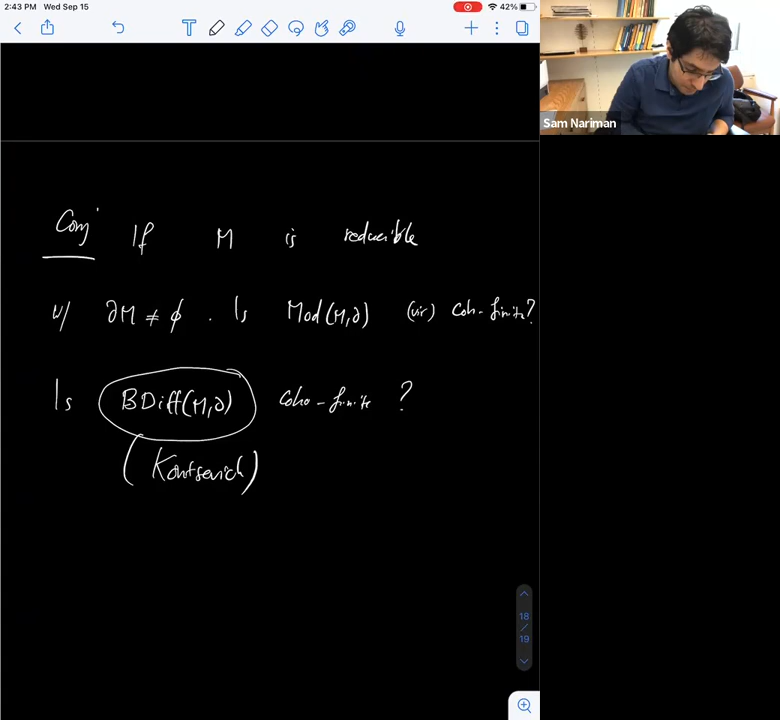 2:43 PM Wed Sep 15
42%
Sam Nariman
Conj If M is reducible
w/ ∂M ≠ ϕ. Is Mod(M,∂) (vir) Coh-finite?
Is BDiff(M,∂) Coho-finite?
(Kontsevich)
18
/
19